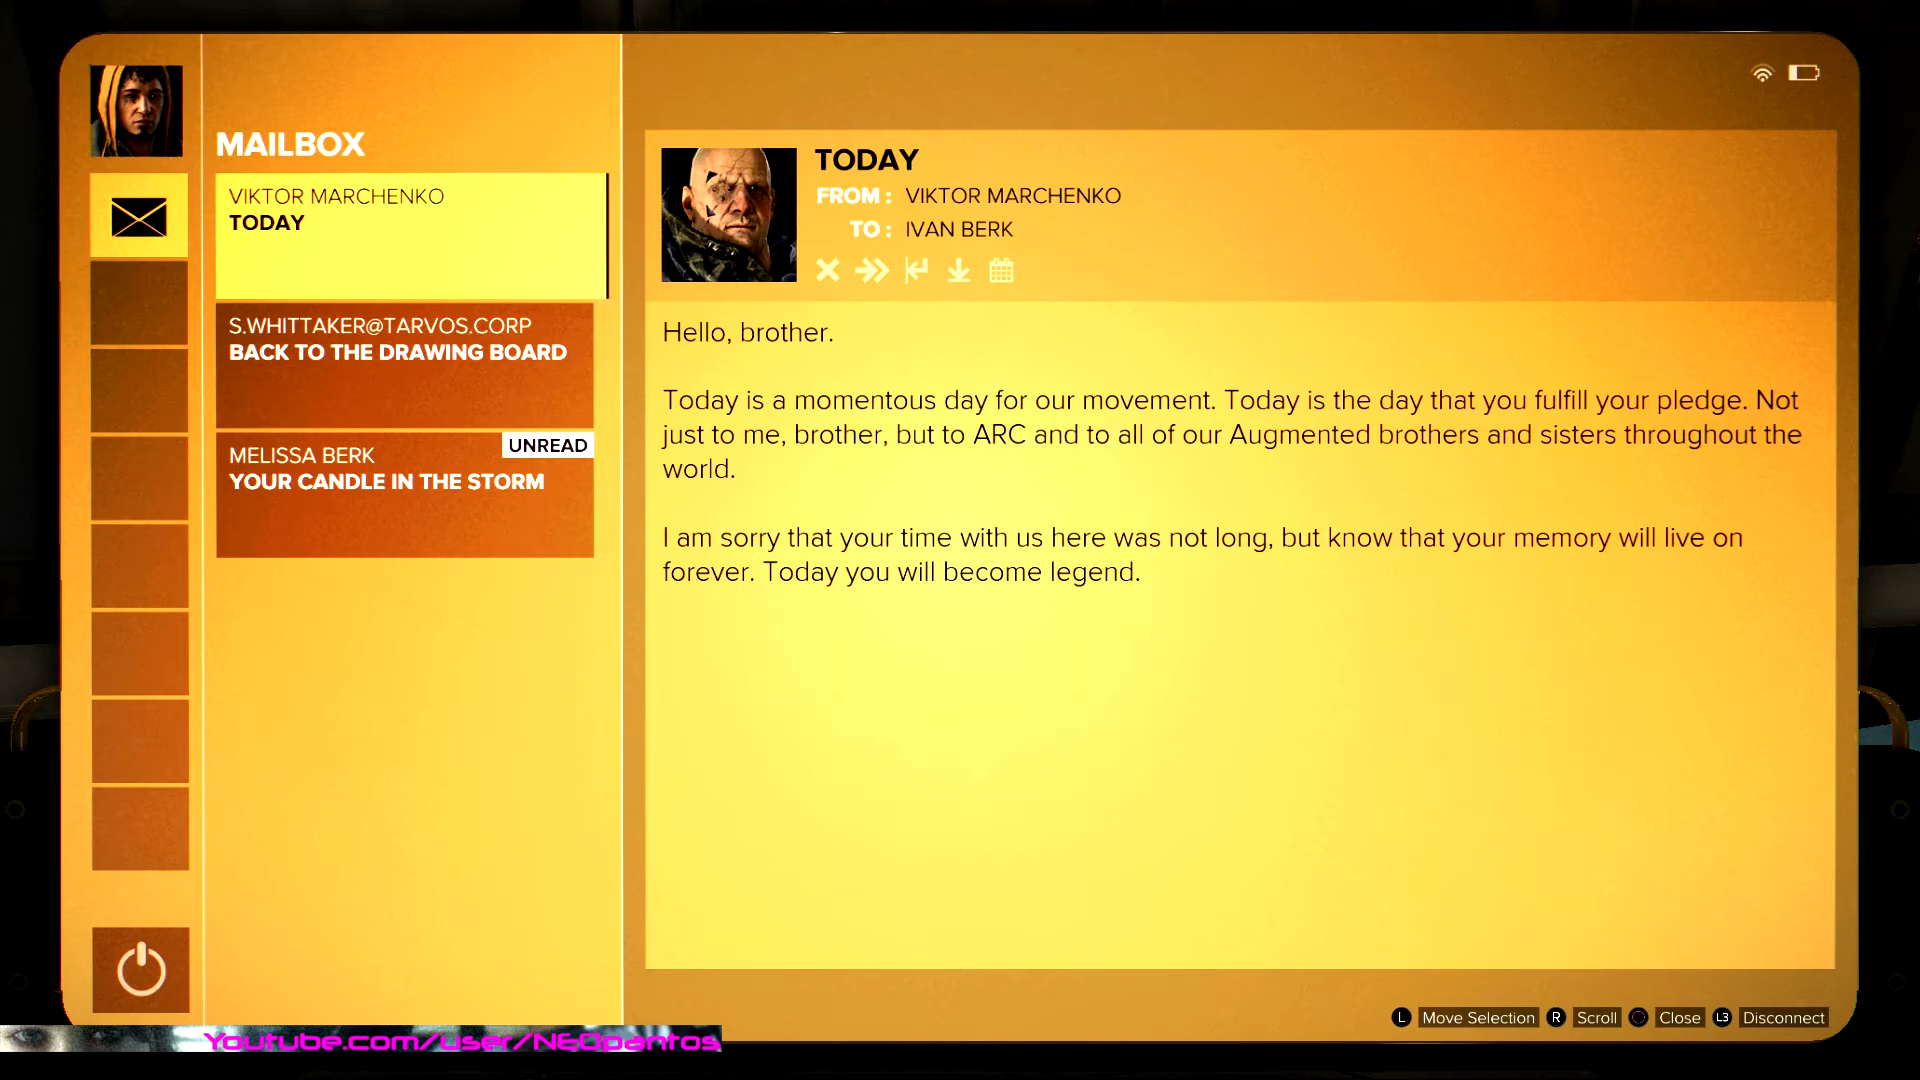 MAILBOX
VIKTOR MARCHENKO
TODAY
S.WHITTAKER@TARVOS.CORP
BACK TO THE DRAWING BOARD
UNREAD
MELISSA BERK
YOUR CANDLE IN THE STORM
TODAY
FROM : VIKTOR MARCHENKO
TO : IVAN BERK
Hello, brother.
Today is a momentous day for our movement. Today is the day that you fulfill your pledge. Not
just to me, brother, but to ARC and to all of our Augmented brothers and sisters throughout the
world.
I am sorry that your time with us here was not long, but know that your memory will live on
forever. Today you will become legend.
L Move Selection R Scroll Close L3 Disconnect
Youtube.com/user/NEOpantos